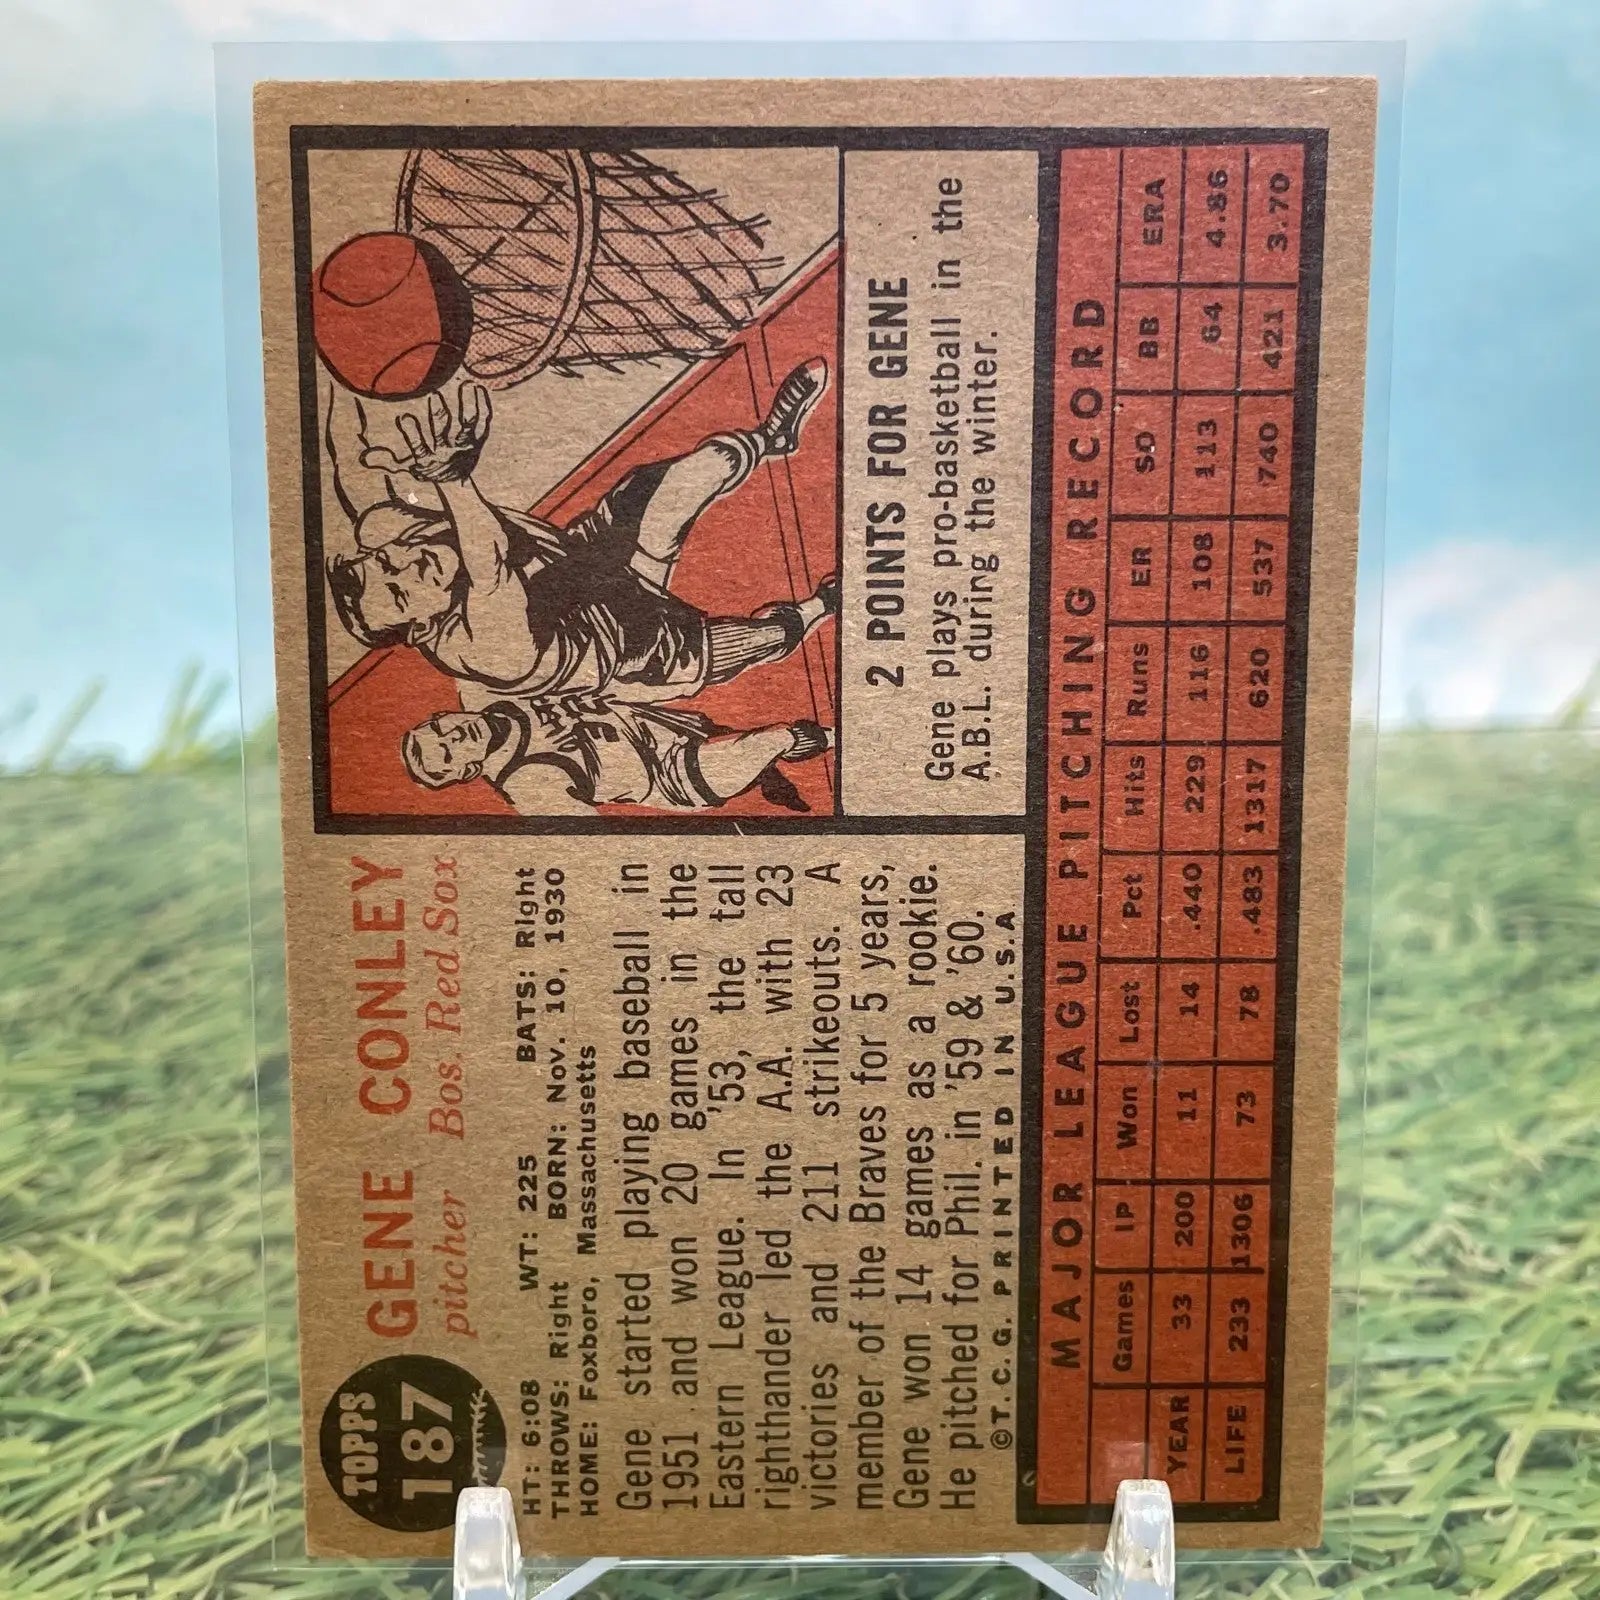 TOPPS
187
GENE CONLEY
pitcher Bos. Red Sox
HT: 6:08 WT: 225 BATS: Right
THROWS: Right BORN: Nov. 10, 1930
HOME: Foxboro, Massachusetts
Gene started playing baseball in
1951 and won 20 games in the
Eastern League. In '53, the tall
righthander led the A.A. with 23
victories and 211 strikeouts. A
member of the Braves for 5 years,
Gene won 14 games as a rookie.
He pitched for Phil. in '59 & '60.
©T. C. G. PRINTED IN U.S.A
2 POINTS FOR GENE
Gene plays pro-basketball in the
A.B.L. during the winter.
MAJOR LEAGUE PITCHING RECORD
Games IP Won Lost Pct Hits Runs ER SO BB ERA
YEAR 33 200 11 14 .440 229 116 108 113 64 4.86
LIFE 233 1306 73 78 .483 1317 620 537 740 421 3.70